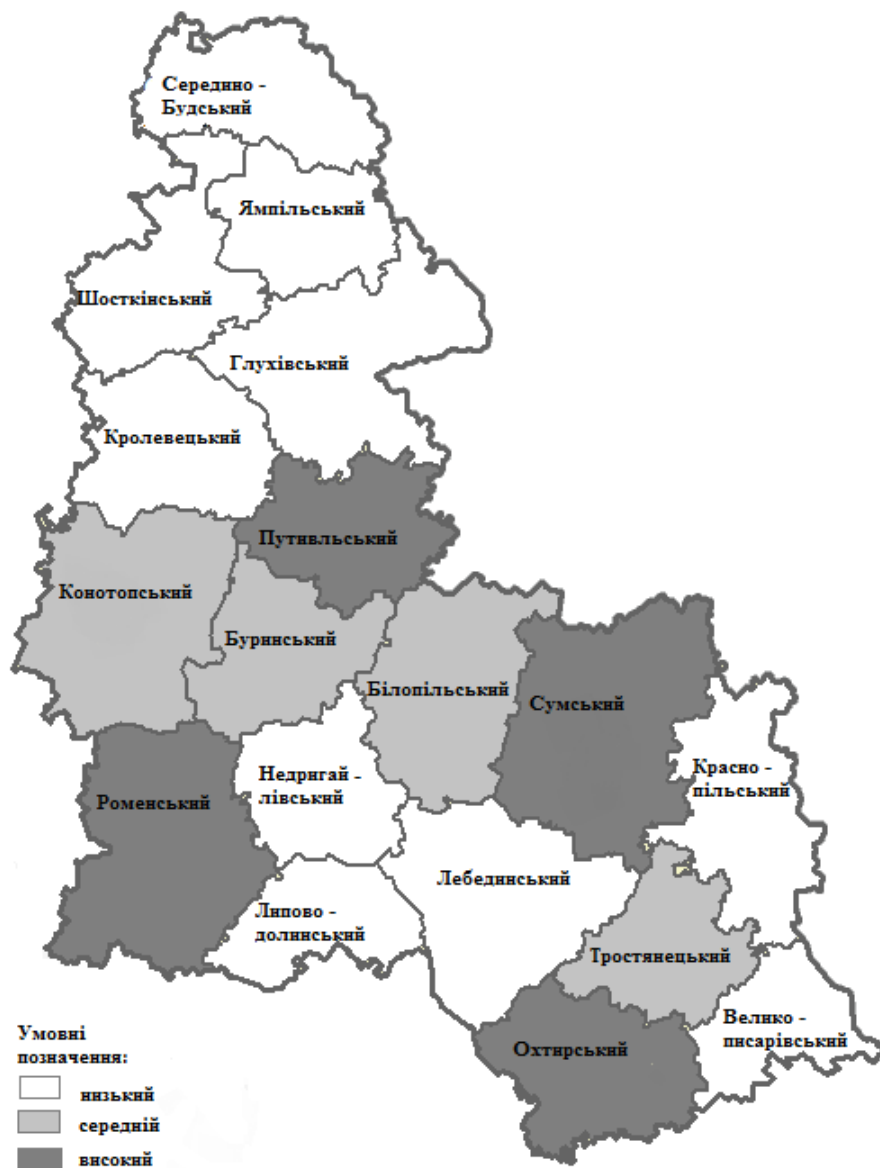 Середино -
Будський
Ямпільський
Шосткінський
Глухівський
Кролевецький
Путивльський
Конотопський
Буринський
Білопільський
Сумський
Недригай -
лівський
Красно -
пільський
Роменський
Лебединський
Липово -
долинський
Тростянецький
Велико -
писарівський
Охтирський
Умовні
позначення:
низький
середній
високий